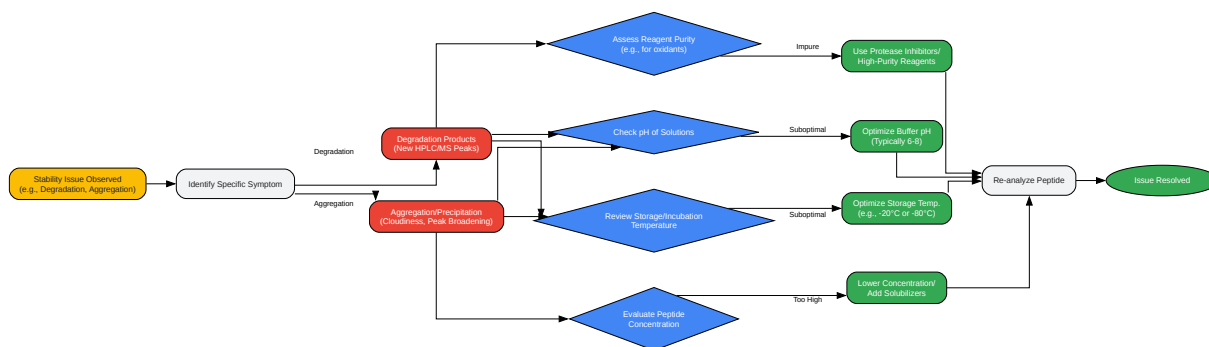 Stability Issue Observed
(e.g., Degradation, Aggregation)
Identify Specific Symptom
Degradation
Aggregation
Degradation Products
(New HPLC/MS Peaks)
Aggregation/Precipitation
(Cloudiness, Peak Broadening)
Assess Reagent Purity
(e.g., for oxidants)
Check pH of Solutions
Review Storage/Incubation
Temperature
Evaluate Peptide
Concentration
Impure
Suboptimal
Suboptimal
Too High
Use Protease Inhibitors/
High-Purity Reagents
Optimize Buffer pH
(Typically 6-8)
Optimize Storage Temp.
(e.g., -20°C or -80°C)
Lower Concentration/
Add Solubilizers
Re-analyze Peptide
Issue Resolved